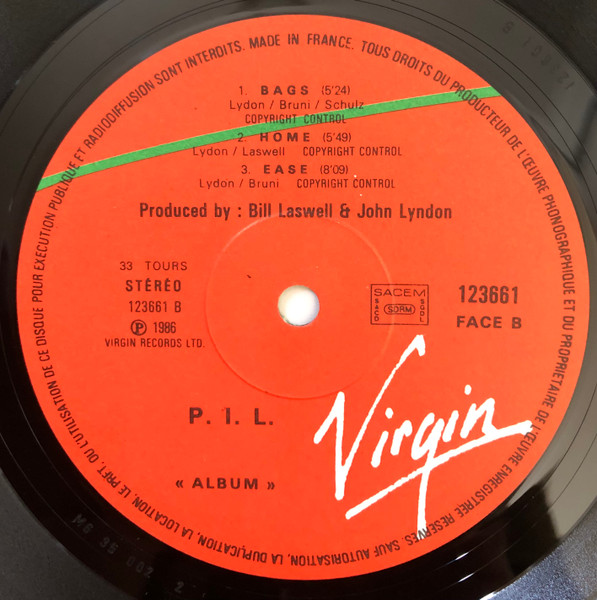 MADE IN FRANCE. TOUS DROITS DU PRODUCTEUR DE L'ŒUVRE PHONOGRAPHIQUE ET DU PROPRIETAIRE DE L'ŒUVRE ENREGISTREE RESERVES. SAUF AUTORISATION, LA DUPLICATION, LA LOCATION, LE PRET, OU L'UTILISATION DE CE DISQUE POUR EXECUTION PUBLIQUE ET RADIODIFFUSION SONT INTERDITS.
1. BAGS (5'24)
Lydon / Bruni / Schulz
COPYRIGHT CONTROL
2. HOME (5'49)
Lydon / Laswell COPYRIGHT CONTROL
3. EASE (8'09)
Lydon / Bruni COPYRIGHT CONTROL
Produced by : Bill Laswell & John Lyndon
33 TOURS
STÉRÉO
123661 B
Ⓟ 1986
VIRGIN RECORDS LTD.
SACEM
SACD
SDRM
SGDL
123661
FACE B
P. I. L.
« ALBUM »
Virgin